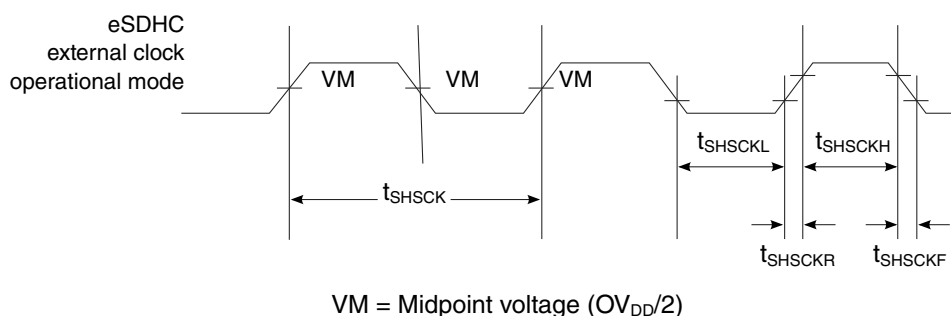 eSDHC
external clock
operational mode
VM VM VM
tSHSCKL tSHSCKH
tSHSCK
tSHSCKR tSHSCKF
VM = Midpoint voltage (OVDD/2)